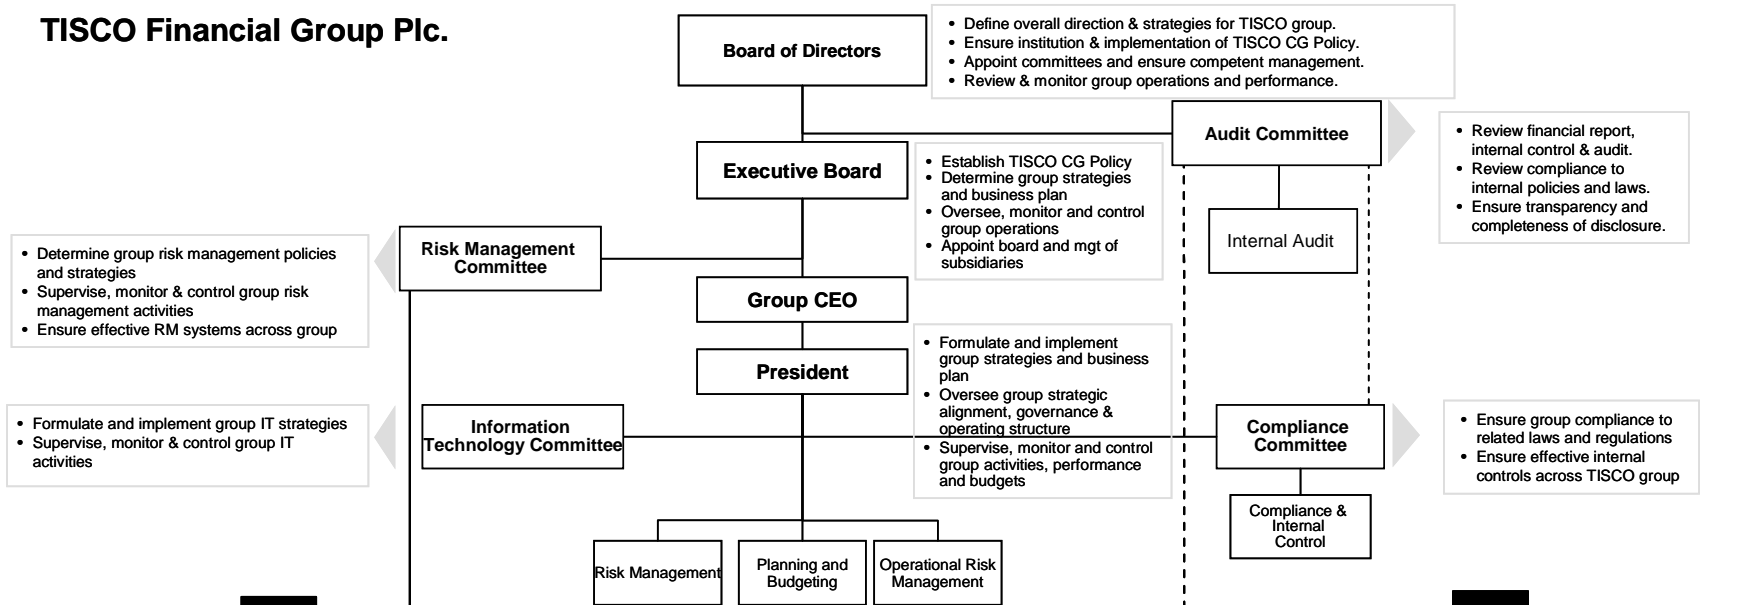 TISCO Financial Group Plc.
Board of Directors
• Define overall direction & strategies for TISCO group.
• Ensure institution & implementation of TISCO CG Policy.
• Appoint committees and ensure competent management.
• Review & monitor group operations and performance.
Audit Committee
• Review financial report,
internal control & audit.
• Review compliance to
internal policies and laws.
• Ensure transparency and
completeness of disclosure.
Executive Board
• Establish TISCO CG Policy
• Determine group strategies
and business plan
• Oversee, monitor and control
group operations
• Appoint board and mgt of
subsidiaries
Internal Audit
Risk Management
Committee
• Determine group risk management policies
and strategies
• Supervise, monitor & control group risk
management activities
• Ensure effective RM systems across group
Group CEO
President
• Formulate and implement
group strategies and business
plan
• Oversee group strategic
alignment, governance &
operating structure
• Supervise, monitor and control
group activities, performance
and budgets
• Formulate and implement group IT strategies
• Supervise, monitor & control group IT
activities
Information
Technology Committee
Compliance
Committee
• Ensure group compliance to
related laws and regulations
• Ensure effective internal
controls across TISCO group
Compliance &
Internal
Control
Risk Management
Planning and
Budgeting
Operational Risk
Management